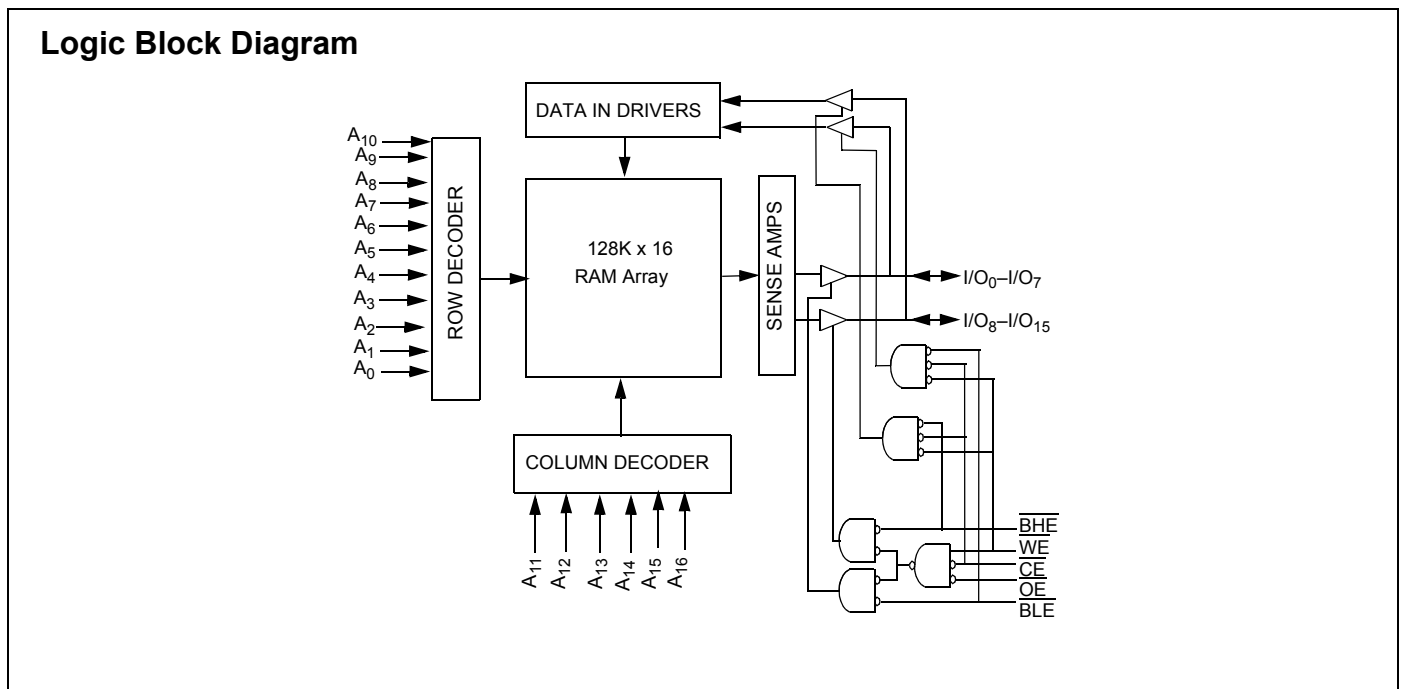 Logic Block Diagram
DATA IN DRIVERS
A10
A9
A8
A7
A6
A5
A4
A3
A2
A1
A0
ROW DECODER
128K x 16
RAM Array
SENSE AMPS
I/O0–I/O7
I/O8–I/O15
COLUMN DECODER
A11
A12
A13
A14
A15
A16
BHE
WE
CE
OE
BLE